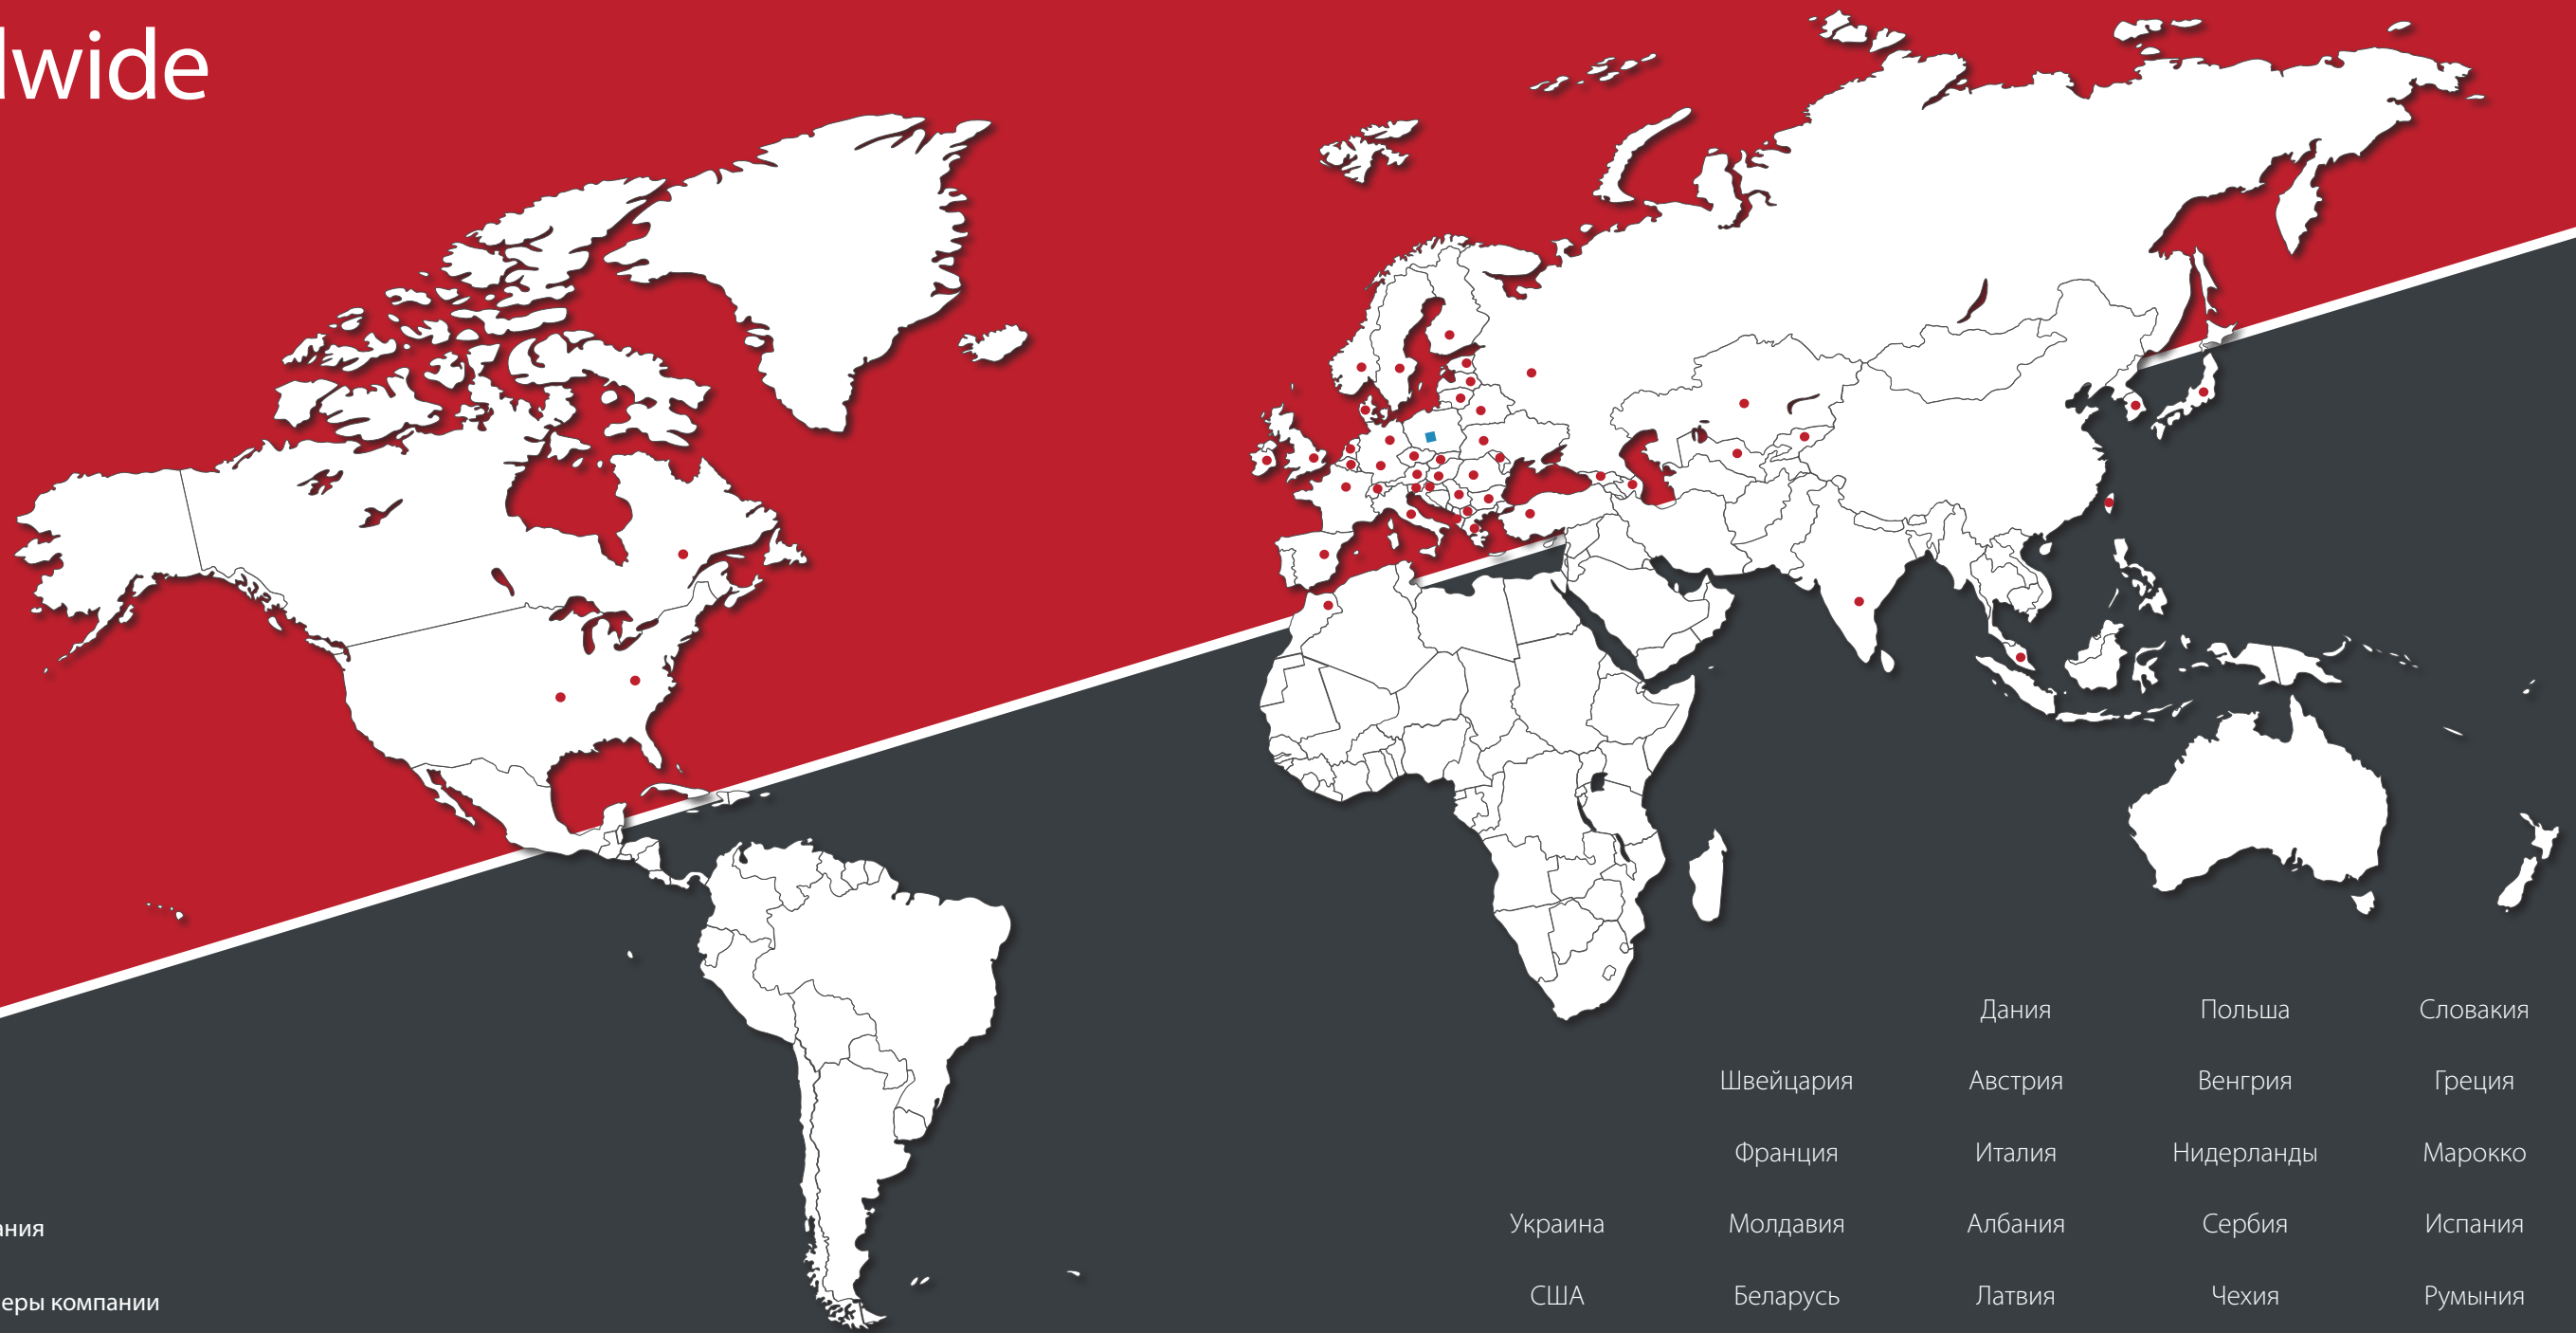 lwide
Дания Польша Словакия
Швейцария Австрия Венгрия Греция
Франция Италия Нидерланды Марокко
ания
Украина Молдавия Албания Сербия Испания
еры компании
США Беларусь Латвия Чехия Румыния